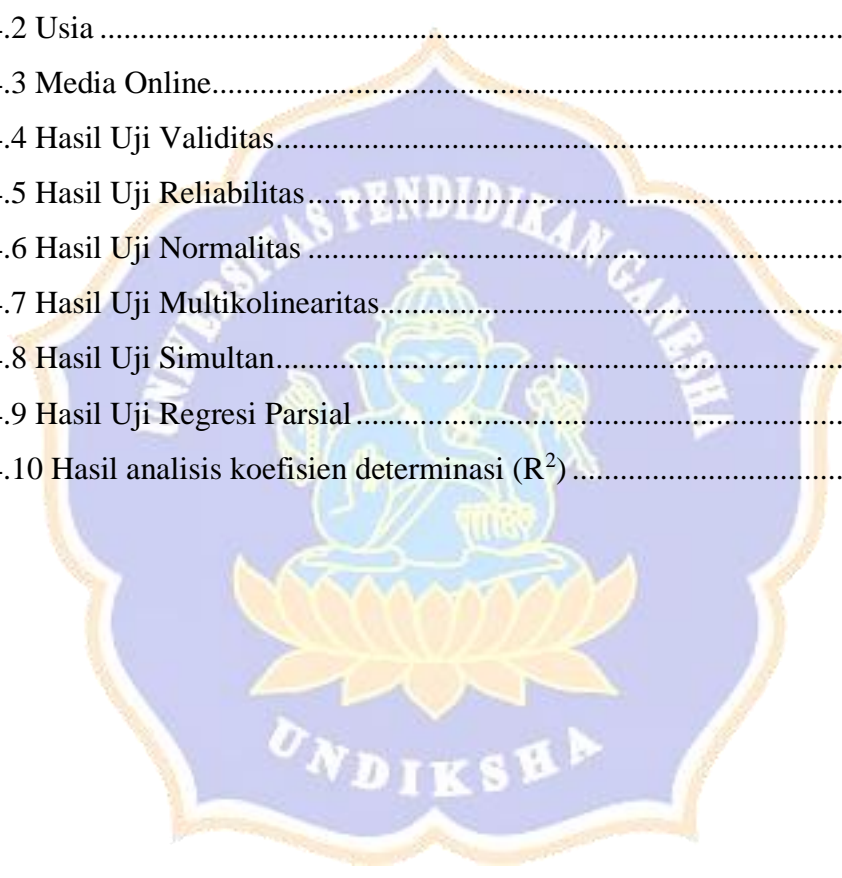 .2 Usia ........................................................................................................
.3 Media Online..........................................................................................
.4 Hasil Uji Validitas.................................................................................
.5 Hasil Uji Reliabilitas.............................................................................
.6 Hasil Uji Normalitas .............................................................................
.7 Hasil Uji Multikolinearitas....................................................................
.8 Hasil Uji Simultan.................................................................................
.9 Hasil Uji Regresi Parsial.......................................................................
.10 Hasil analisis koefisien determinasi (R²).......................................
UNIVERSITAS PENDIDIKAN GANESHA
UNDIKSHA